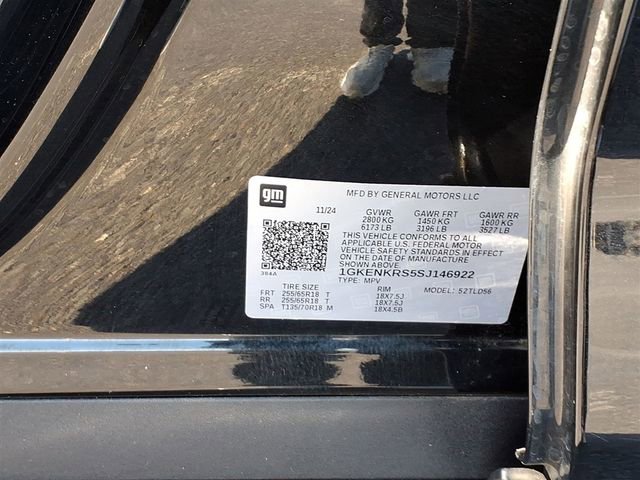 gm
MFD BY GENERAL MOTORS LLC
11/24 GVWR GAWR FRT GAWR RR
2800 KG 1450 KG 1600 KG
6173 LB 3196 LB 3527 LB
THIS VEHICLE CONFORMS TO ALL
APPLICABLE U.S. FEDERAL MOTOR
VEHICLE SAFETY STANDARDS IN EFFECT
ON THE DATE OF MANUFACTURE
SHOWN ABOVE.
1GKENKRS5SJ146922
384A
TYPE: MPV
TIRE SIZE RIM MODEL: 52TLD56
FRT 255/65R18 T 18X7.5J
RR 255/65R18 T 18X7.5J
SPA T135/70R18 M 18X4.5B